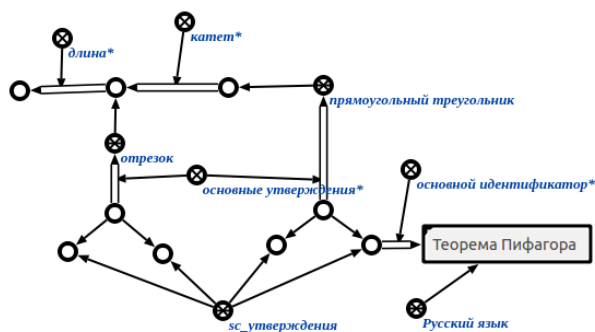 катет*
длина*
прямоугольный треугольник
отрезок
основные утверждения*
основной идентификатор*
Теорема Пифагора
sc_утверждения
Русский язык